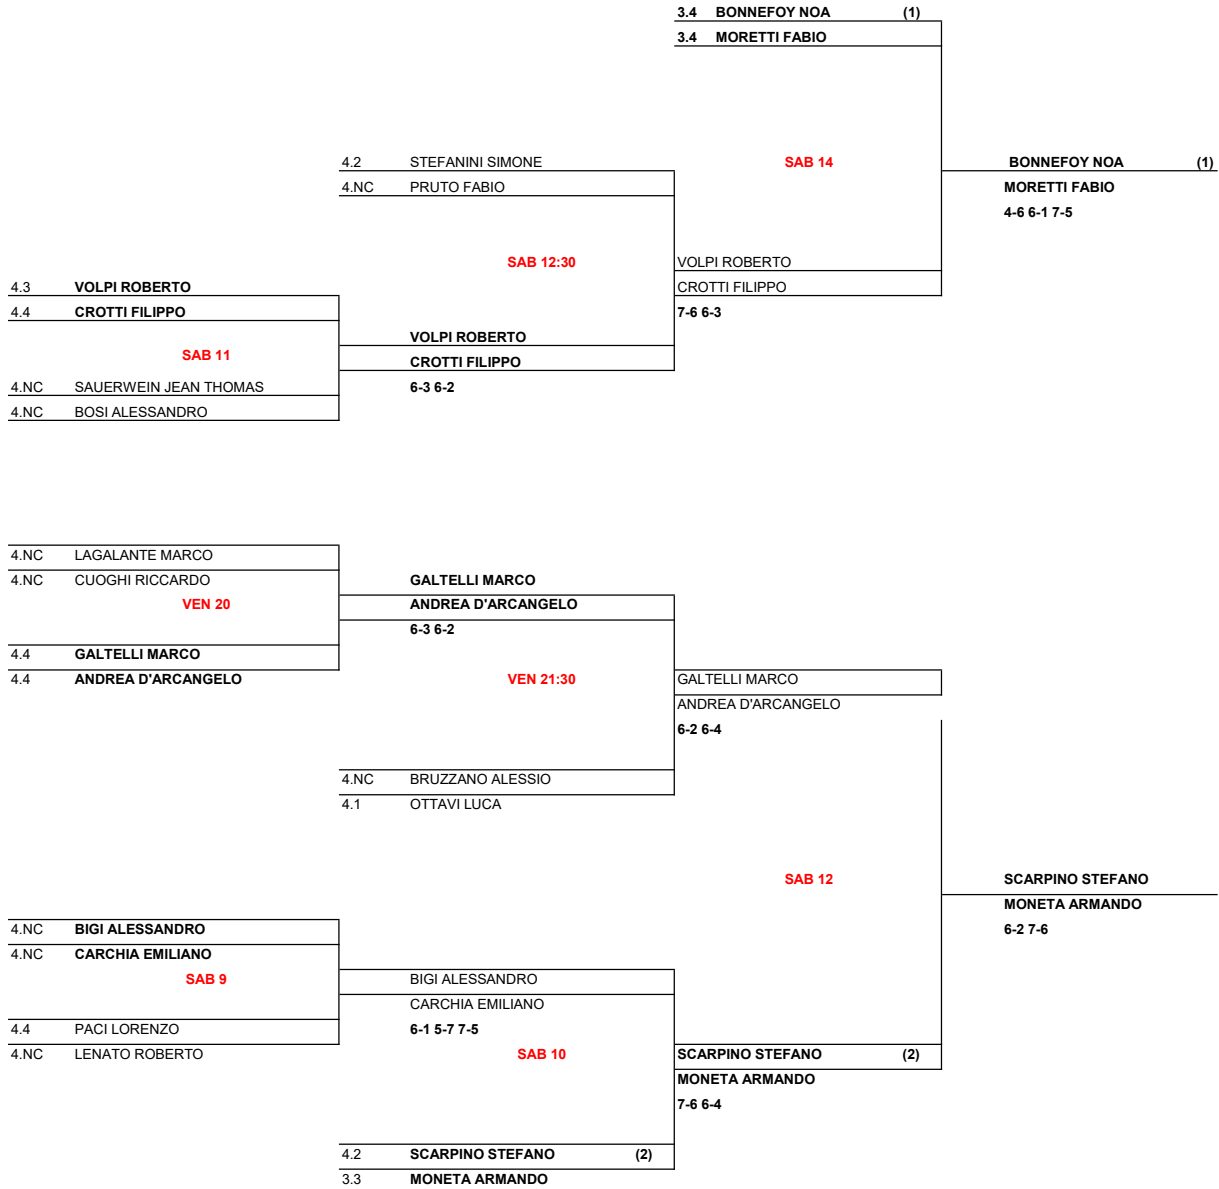 3.4 BONNEFOY NOA (1)
3.4 MORETTI FABIO
4.2 STEFANINI SIMONE
SAB 14
BONNEFOY NOA (1)
4.NC PRUTO FABIO
MORETTI FABIO
4-6 6-1 7-5
SAB 12:30
VOLPI ROBERTO
4.3 VOLPI ROBERTO
CROTTI FILIPPO
4.4 CROTTI FILIPPO
7-6 6-3
VOLPI ROBERTO
SAB 11
CROTTI FILIPPO
4.NC SAUERWEIN JEAN THOMAS
6-3 6-2
4.NC BOSI ALESSANDRO
4.NC LAGALANTE MARCO
4.NC CUOGHI RICCARDO
GALTELLI MARCO
VEN 20
ANDREA D'ARCANGELO
6-3 6-2
4.4 GALTELLI MARCO
4.4 ANDREA D'ARCANGELO
VEN 21:30
GALTELLI MARCO
ANDREA D'ARCANGELO
6-2 6-4
4.NC BRUZZANO ALESSIO
4.1 OTTAVI LUCA
SAB 12
SCARPINO STEFANO
MONETA ARMANDO
4.NC BIGI ALESSANDRO
6-2 7-6
4.NC CARCHIA EMILIANO
SAB 9
BIGI ALESSANDRO
CARCHIA EMILIANO
4.4 PACI LORENZO
6-1 5-7 7-5
4.NC LENATO ROBERTO
SAB 10
SCARPINO STEFANO (2)
MONETA ARMANDO
7-6 6-4
4.2 SCARPINO STEFANO (2)
3.3 MONETA ARMANDO